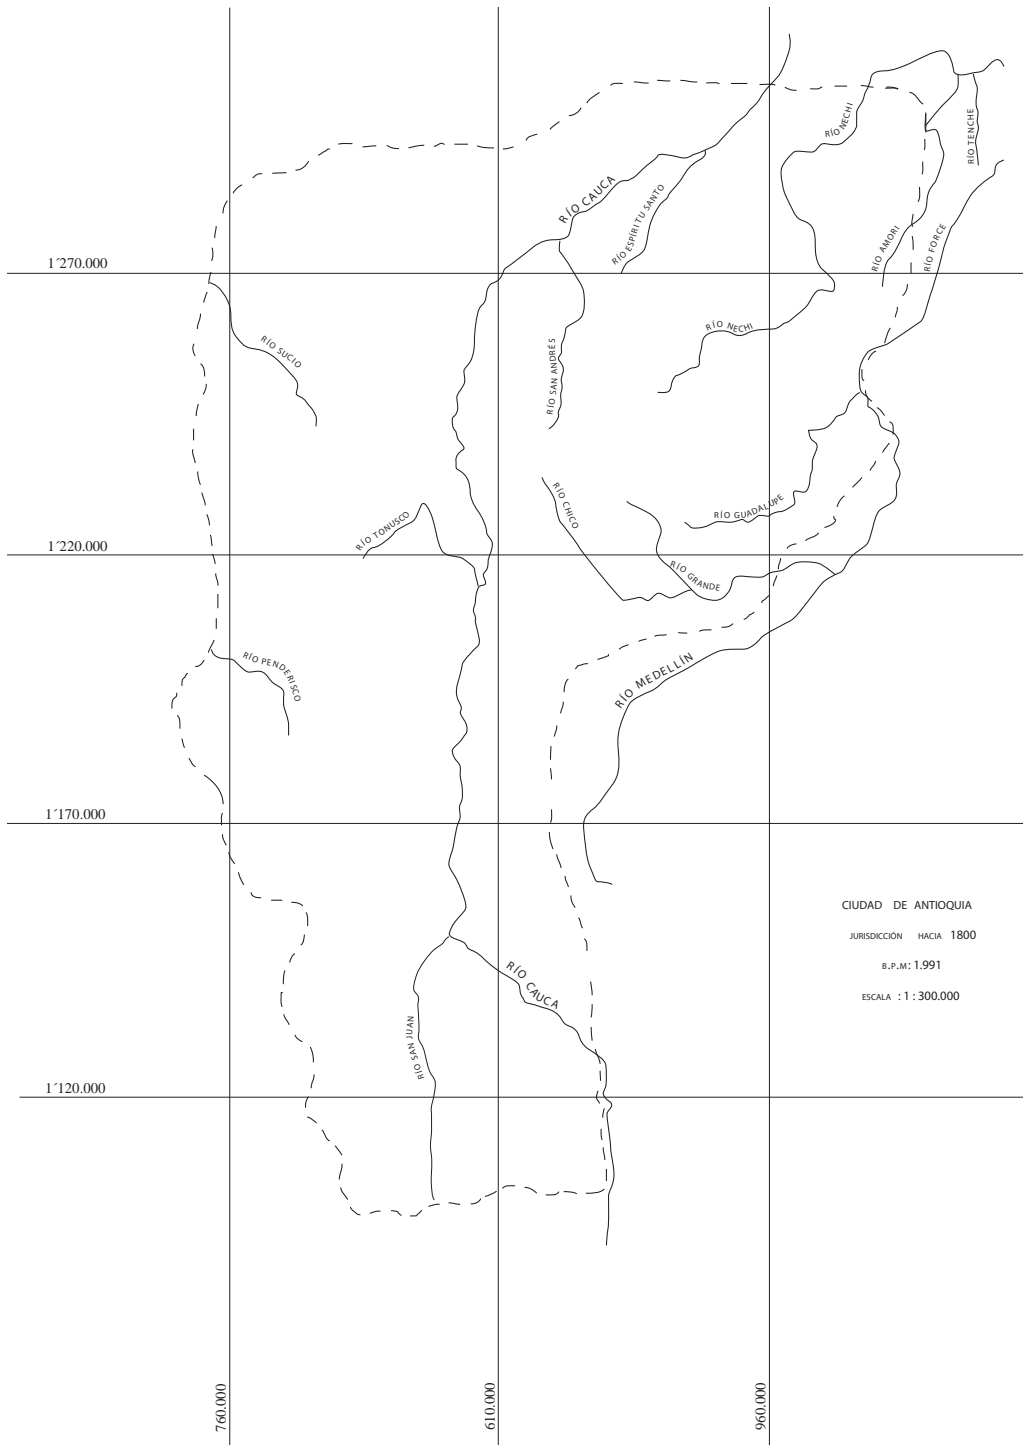 RÍO NECHI
RÍO TENCHE
RÍO CAUCA
RÍO ESPÍRITU SANTO
RÍO AMORI
RÍO FORCE
1´270.000
RÍO NECHI
RÍO SUCIO
RÍO SAN ANDRÉS
RÍO CHICO
RÍO GUADALUPE
RÍO TONUSCO
1´220.000
RÍO GRANDE
RÍO PENDERISCO
RÍO MEDELLÍN
1´170.000
CIUDAD DE ANTIOQUIA
JURISDICCIÓN HACIA 1800
B.P.M: 1.991
ESCALA : 1 : 300.000
RÍO CAUCA
RÍO SAN JUAN
1´120.000
760.000
610.000
960.000